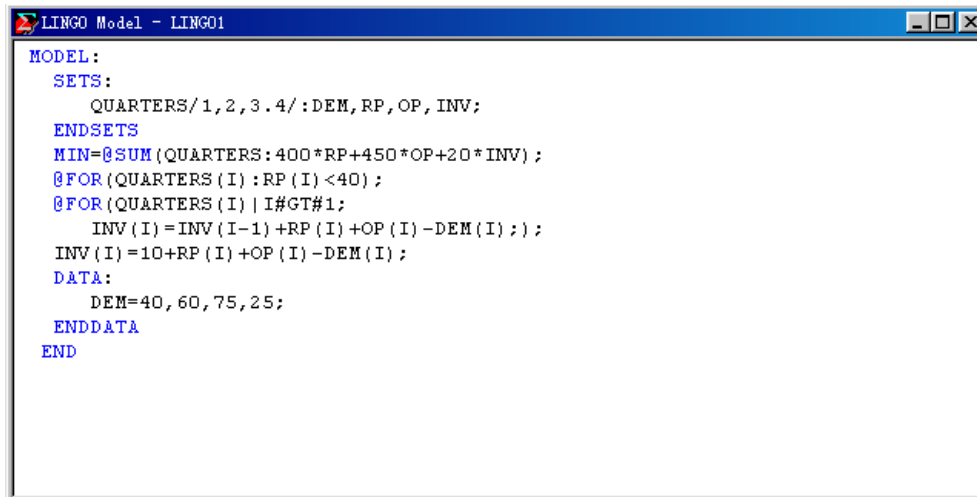 LINGO Model - LINGO1
MODEL:
SETS:
QUARTERS/1,2,3.4/:DEM,RP,OP,INV;
ENDSETS
MIN=@SUM(QUARTERS:400*RP+450*OP+20*INV);
@FOR(QUARTERS(I):RP(I)<40);
@FOR(QUARTERS(I)|I#GT#1;
INV(I)=INV(I-1)+RP(I)+OP(I)-DEM(I););
INV(I)=10+RP(I)+OP(I)-DEM(I);
DATA:
DEM=40,60,75,25;
ENDDATA
END